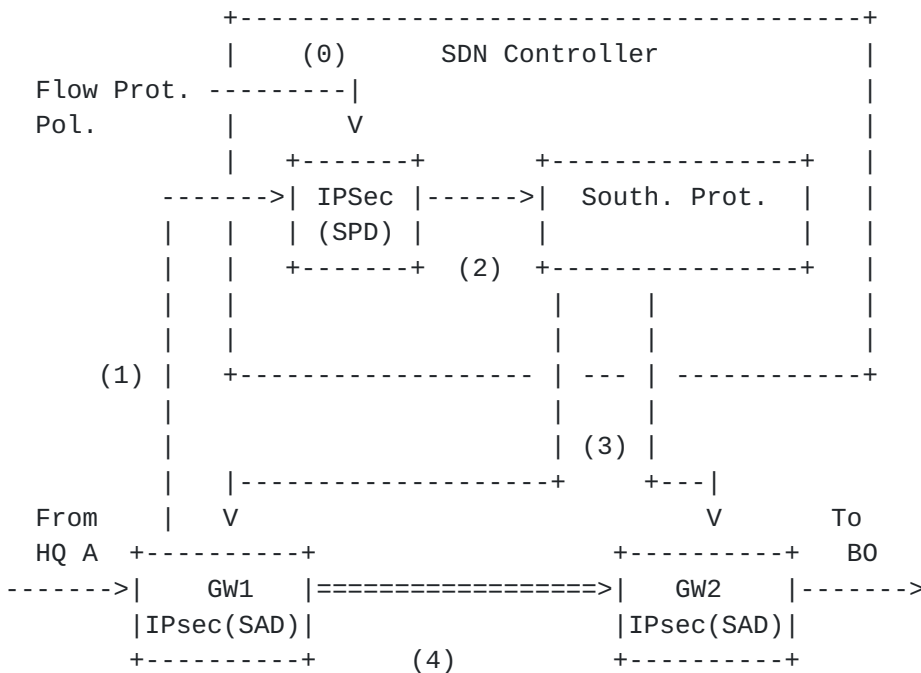 (0) SDN Controller
Flow Prot.
Pol. V
IPSec South. Prot.
(SPD)
(2)
(1)
(3)
From V V To
HQ A BO
GW1 GW2
IPsec(SAD) IPsec(SAD)
(4)